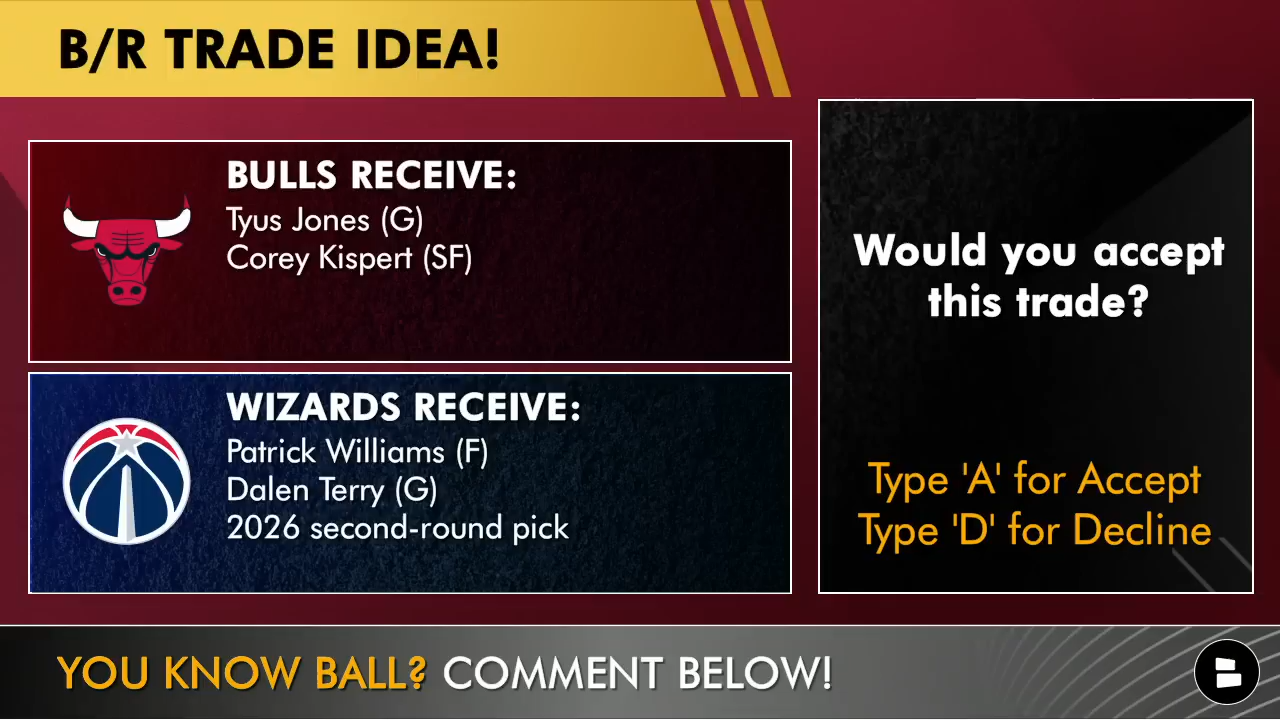 B/R TRADE IDEA!
BULLS RECEIVE:
Tyus Jones (G)
Corey Kispert (SF)
WIZARDS RECEIVE:
Patrick Williams (F)
Dalen Terry (G)
2026 second-round pick
Would you accept
this trade?
Type 'A' for Accept
Type 'D' for Decline
YOU KNOW BALL? COMMENT BELOW!